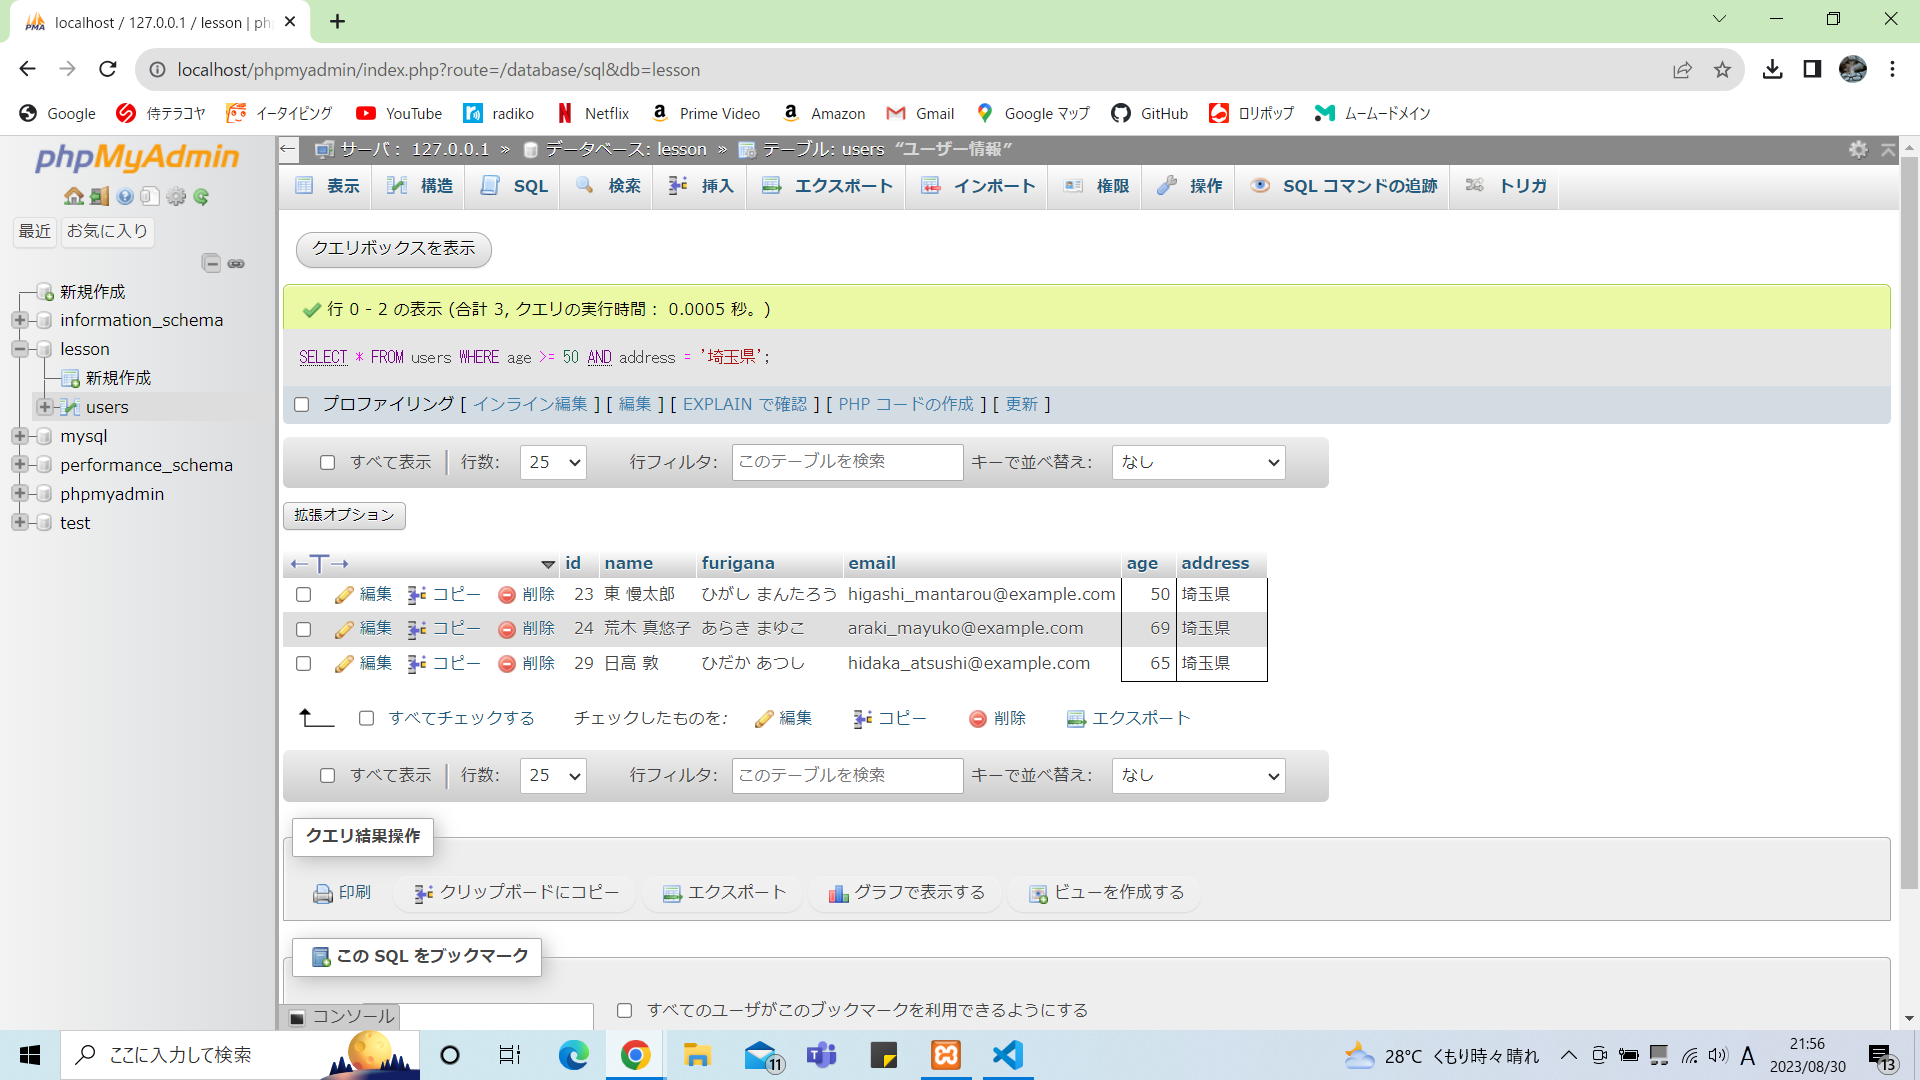 localhost / 127.0.0.1 / lesson | ph
localhost/phpmyadmin/index.php?route=/database/sql&db=lesson
Google 侍テラコヤ イータイピング YouTube radiko Netflix Prime Video Amazon Gmail Google マップ GitHub ロリポップ ムームードメイン
phpMyAdmin
最近 お気に入り
新規作成
information_schema
lesson
新規作成
users
mysql
performance_schema
phpmyadmin
test
サーバ: 127.0.0.1 » データベース: lesson » テーブル: users “ユーザー情報”
表示 構造 SQL 検索 挿入 エクスポート インポート 権限 操作 SQL コマンドの追跡 トリガ
クエリボックスを表示
行 0 - 2 の表示 (合計 3, クエリの実行時間： 0.0005 秒。)
SELECT * FROM users WHERE age >= 50 AND address = '埼玉県';
プロファイリング [ インライン編集 ] [ 編集 ] [ EXPLAIN で確認 ] [ PHP コードの作成 ] [ 更新 ]
すべて表示 行数: 25 行フィルタ: このテーブルを検索 キーで並べ替え: なし
拡張オプション
←T→ id name furigana email age address
編集 コピー 削除 23 東 慢太郎 ひがし まんたろう higashi_mantarou@example.com 50 埼玉県
編集 コピー 削除 24 荒木 真悠子 あらき まゆこ araki_mayuko@example.com 69 埼玉県
編集 コピー 削除 29 日高 敦 ひだか あつし hidaka_atsushi@example.com 65 埼玉県
すべてチェックする チェックしたものを: 編集 コピー 削除 エクスポート
すべて表示 行数: 25 行フィルタ: このテーブルを検索 キーで並べ替え: なし
クエリ結果操作
印刷 クリップボードにコピー エクスポート グラフで表示する ビューを作成する
この SQL をブックマーク
すべてのユーザがこのブックマークを利用できるようにする
コンソール
ここに入力して検索
11
28°C くもり時々晴れ
A
21:56
2023/08/30
13